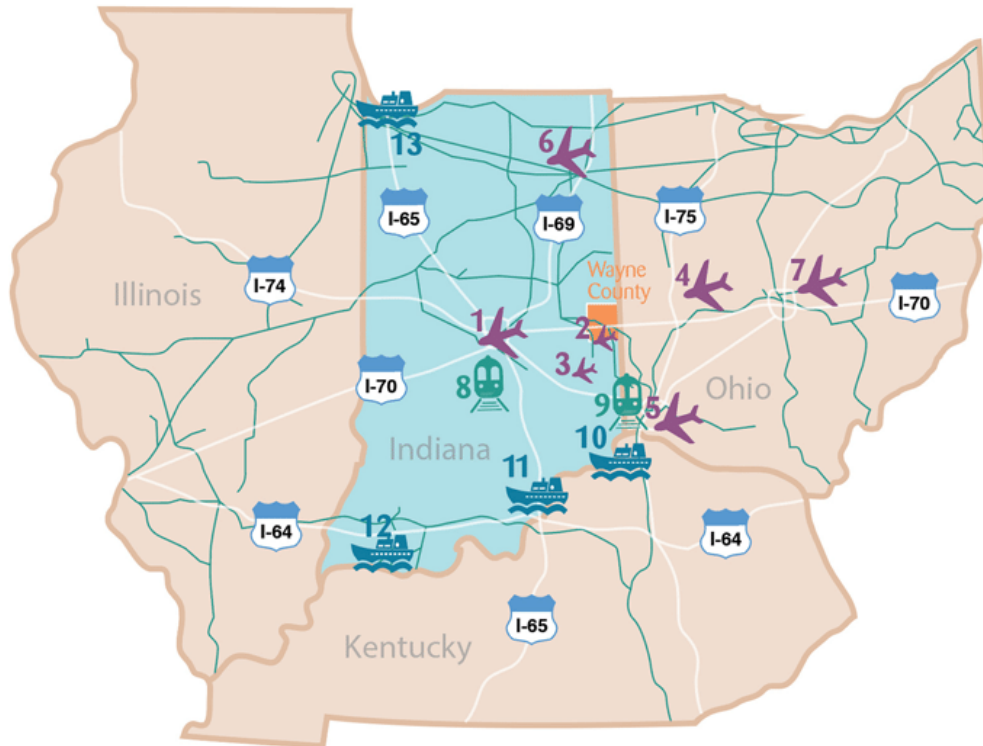 13
6
I-65
I-69
I-75
Wayne
County
4
7
Illinois
I-74
I-70
1
2
3
I-70
8
9
5
Ohio
Indiana
10
11
I-64
12
I-64
I-65
Kentucky